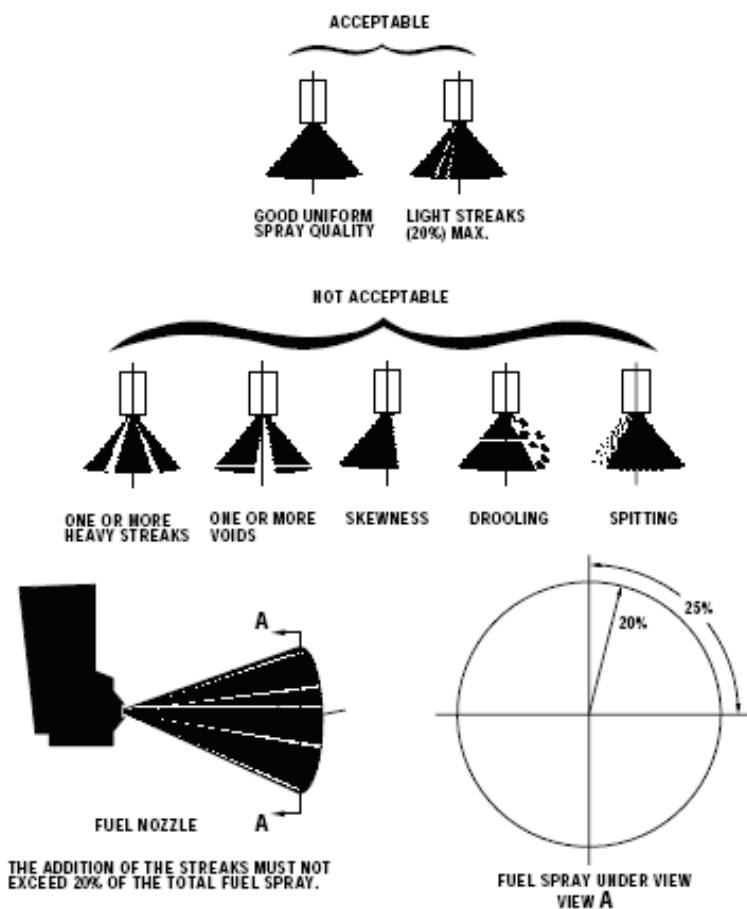 ACCEPTABLE
GOOD UNIFORM
SPRAY QUALITY
LIGHT STREAKS
(20%) MAX.
NOT ACCEPTABLE
ONE OR MORE
HEAVY STREAKS
ONE OR MORE
VOIDS
SKEWNESS
DROOLING
SPITTING
A
A
FUEL NOZZLE
THE ADDITION OF THE STREAKS MUST NOT
EXCEED 20% OF THE TOTAL FUEL SPRAY.
25%
20%
FUEL SPRAY UNDER VIEW
VIEW A